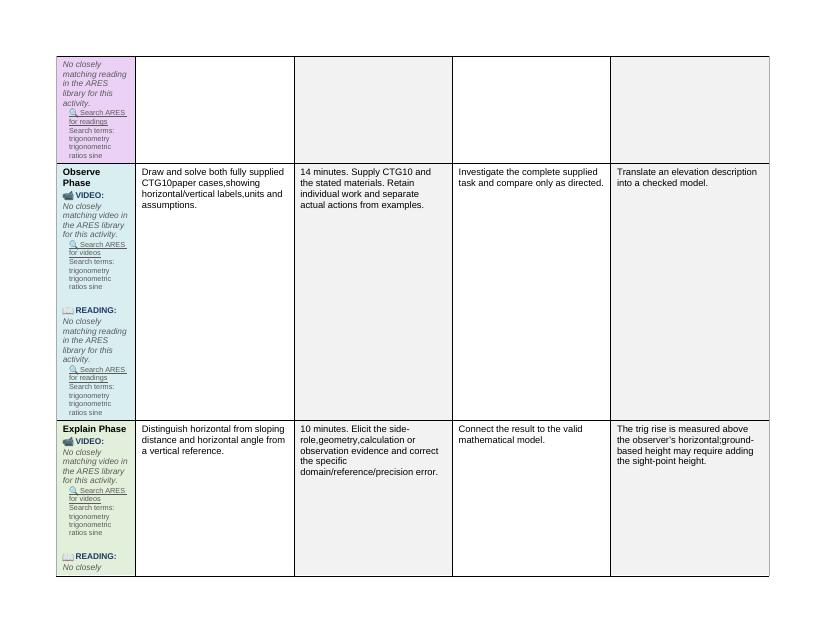 No closely
matching reading
in the ARES
library for this
activity.
🔍 Search ARES
for readings
Search terms:
trigonometry
trigonometric
ratios sine
Observe
Phase
📹 VIDEO:
No closely
matching video in
the ARES library
for this activity.
🔍 Search ARES
for videos
Search terms:
trigonometry
trigonometric
ratios sine
📖 READING:
No closely
matching reading
in the ARES
library for this
activity.
🔍 Search ARES
for readings
Search terms:
trigonometry
trigonometric
ratios sine
Draw and solve both fully supplied
CTG10paper cases,showing
horizontal/vertical labels,units and
assumptions.
14 minutes. Supply CTG10 and
the stated materials. Retain
individual work and separate
actual actions from examples.
Investigate the complete supplied
task and compare only as directed.
Translate an elevation description
into a checked model.
Explain Phase
📹 VIDEO:
No closely
matching video in
the ARES library
for this activity.
🔍 Search ARES
for videos
Search terms:
trigonometry
trigonometric
ratios sine
📖 READING:
No closely
Distinguish horizontal from sloping
distance and horizontal angle from
a vertical reference.
10 minutes. Elicit the side-
role,geometry,calculation or
observation evidence and correct
the specific
domain/reference/precision error.
Connect the result to the valid
mathematical model.
The trig rise is measured above
the observer's horizontal;ground-
based height may require adding
the sight-point height.